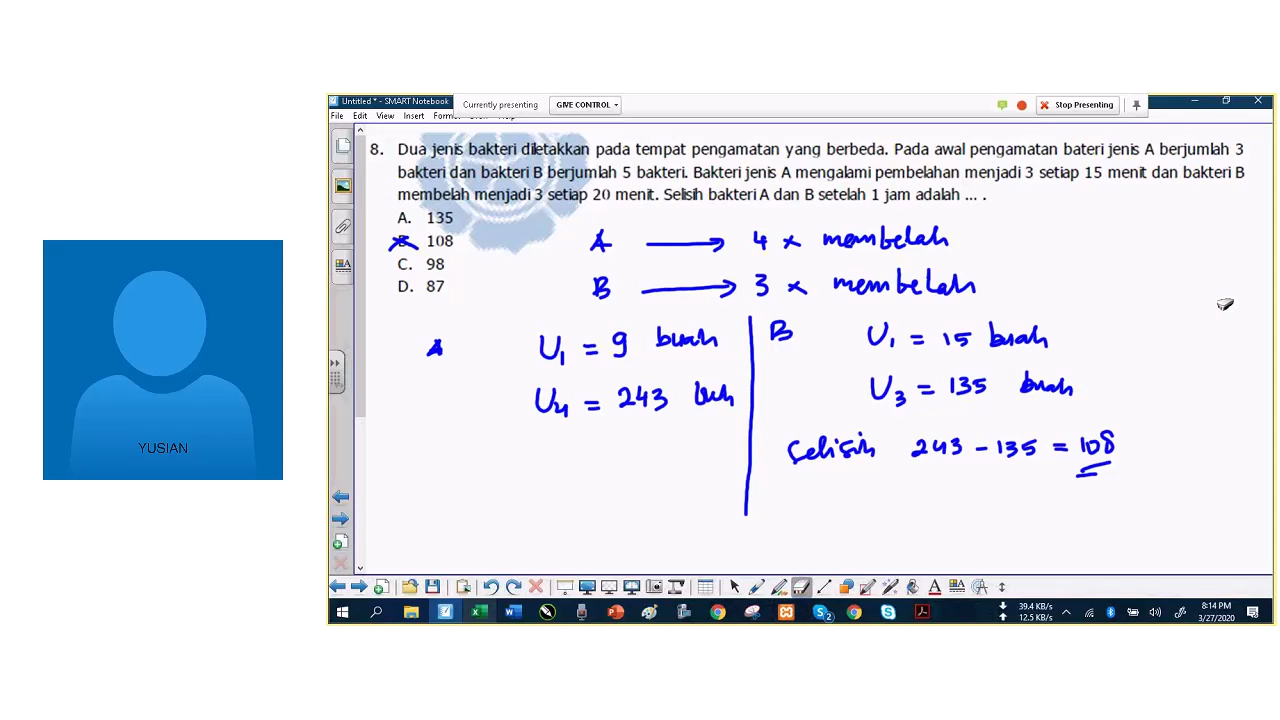 Untitled * - SMART Notebook
Currently presenting
GIVE CONTROL
Stop Presenting
File Edit View Insert
8. Dua jenis bakteri diletakkan pada tempat pengamatan yang berbeda. Pada awal pengamatan bateri jenis A berjumlah 3
bakteri dan bakteri B berjumlah 5 bakteri. Bakteri jenis A mengalami pembelahan menjadi 3 setiap 15 menit dan bakteri B
membelah menjadi 3 setiap 20 menit. Selisih bakteri A dan B setelah 1 jam adalah ... .
A. 135
B. 108
C. 98
D. 87
A → 4 x membelah
B → 3 x membelah
A
U1 = 9 buah
U4 = 243 buah
B
U1 = 15 buah
U3 = 135 buah
Selisih 243 - 135 = 108
YUSIAN
39.4 KB/s
12.5 KB/s
8:14 PM
3/27/2020